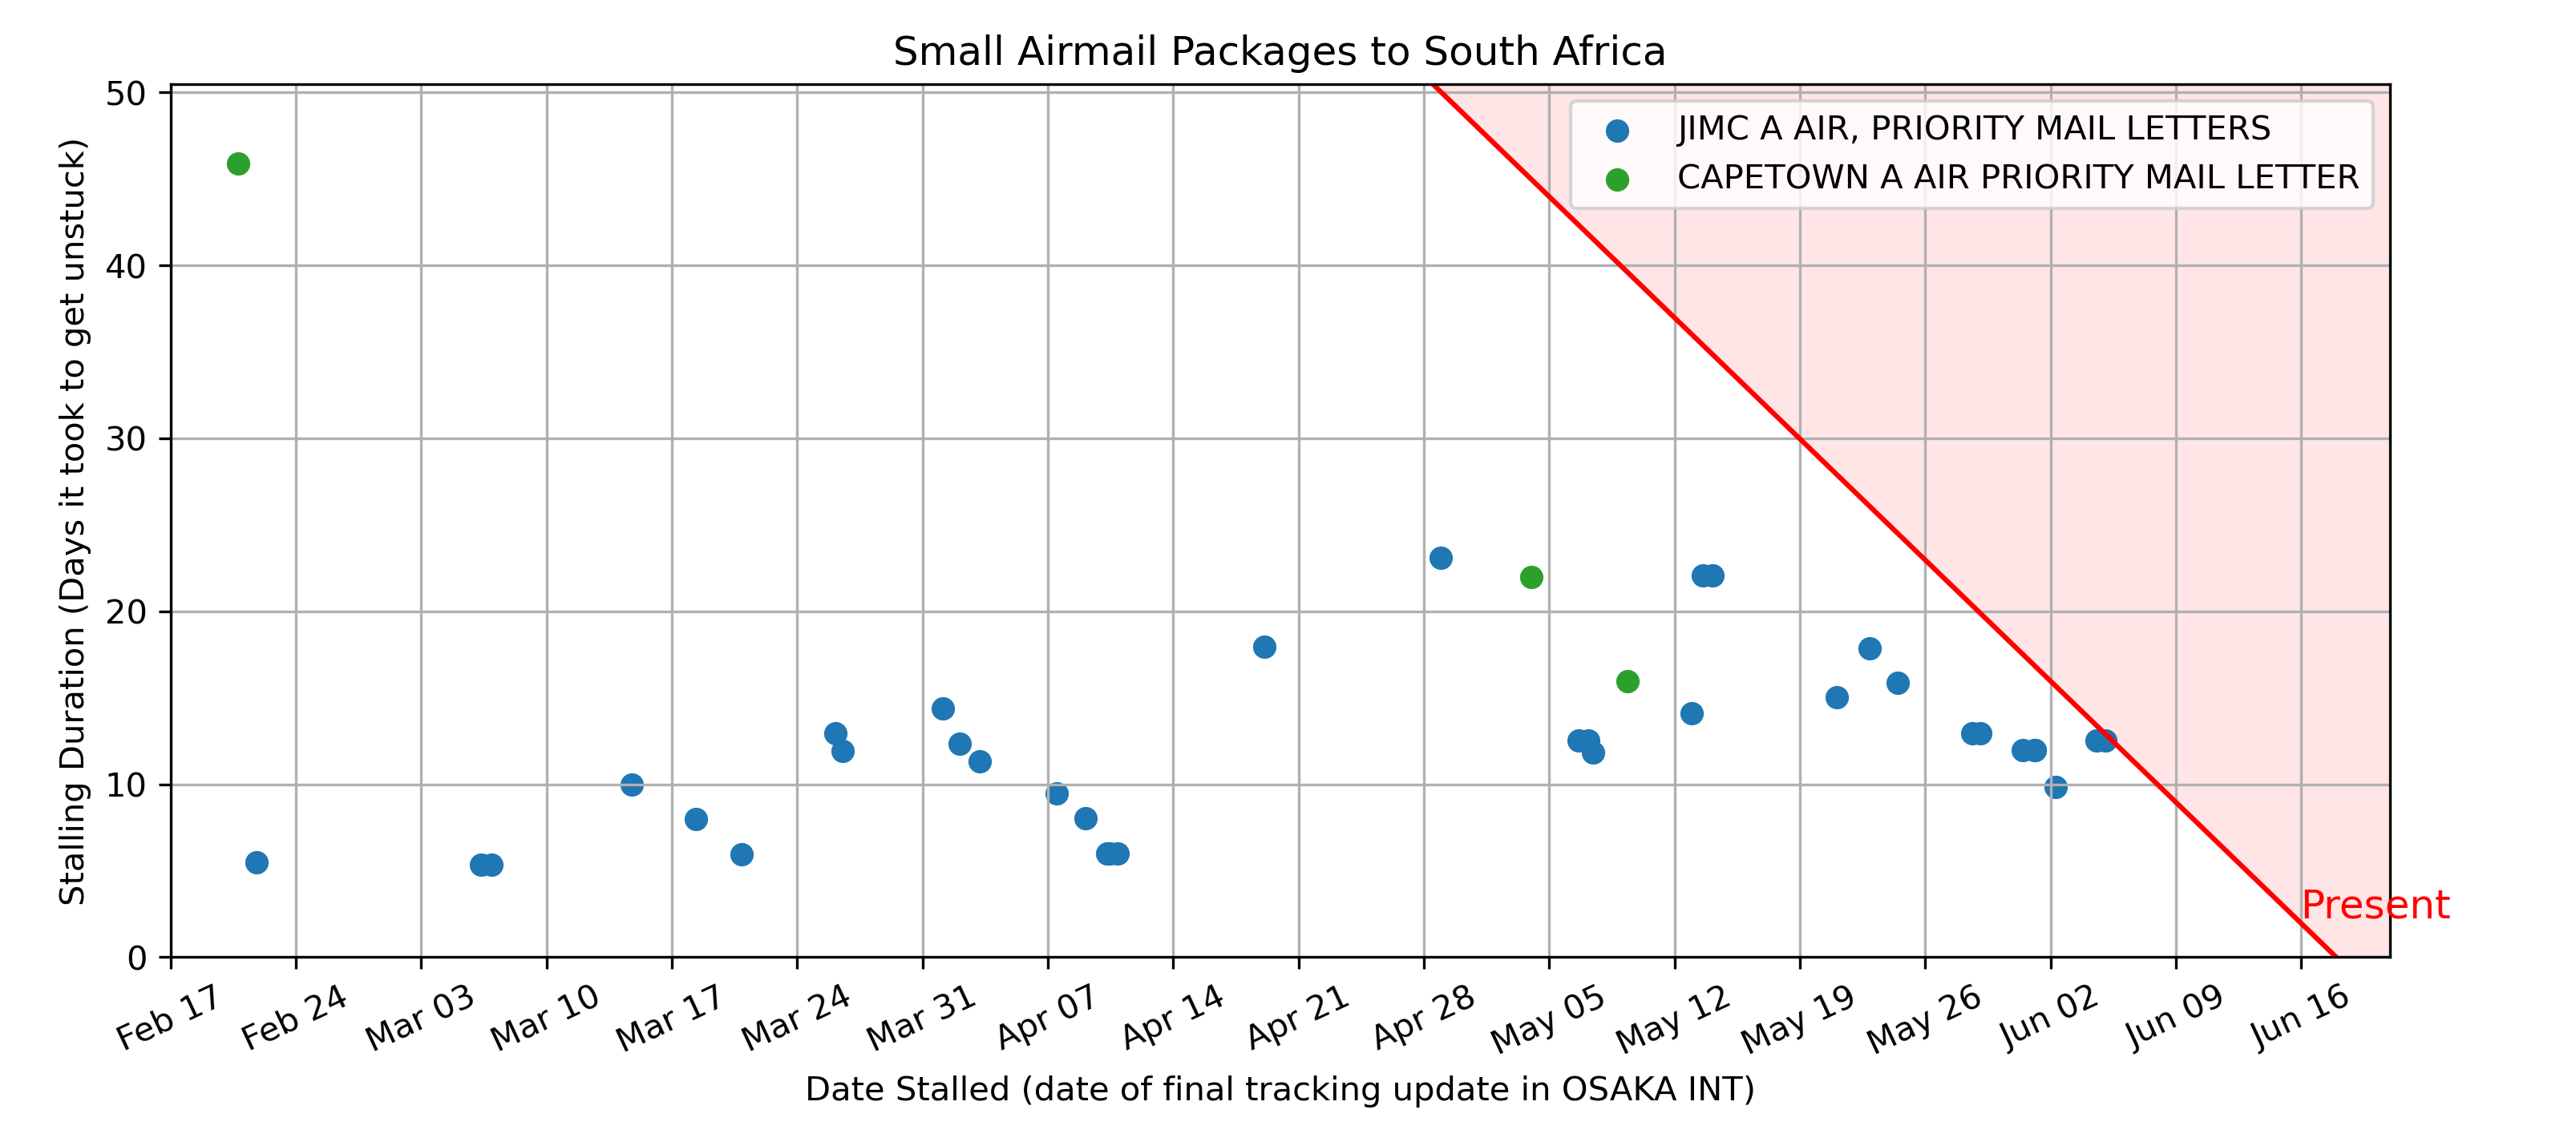 Small Airmail Packages to South Africa
JIMC A AIR, PRIORITY MAIL LETTERS
CAPETOWN A AIR PRIORITY MAIL LETTER
Stalling Duration (Days it took to get unstuck)
50
40
30
20
10
0
Present
Feb 17
Feb 24
Mar 03
Mar 10
Mar 17
Mar 24
Mar 31
Apr 07
Apr 14
Apr 21
Apr 28
May 05
May 12
May 19
May 26
Jun 02
Jun 09
Jun 16
Date Stalled (date of final tracking update in OSAKA INT)